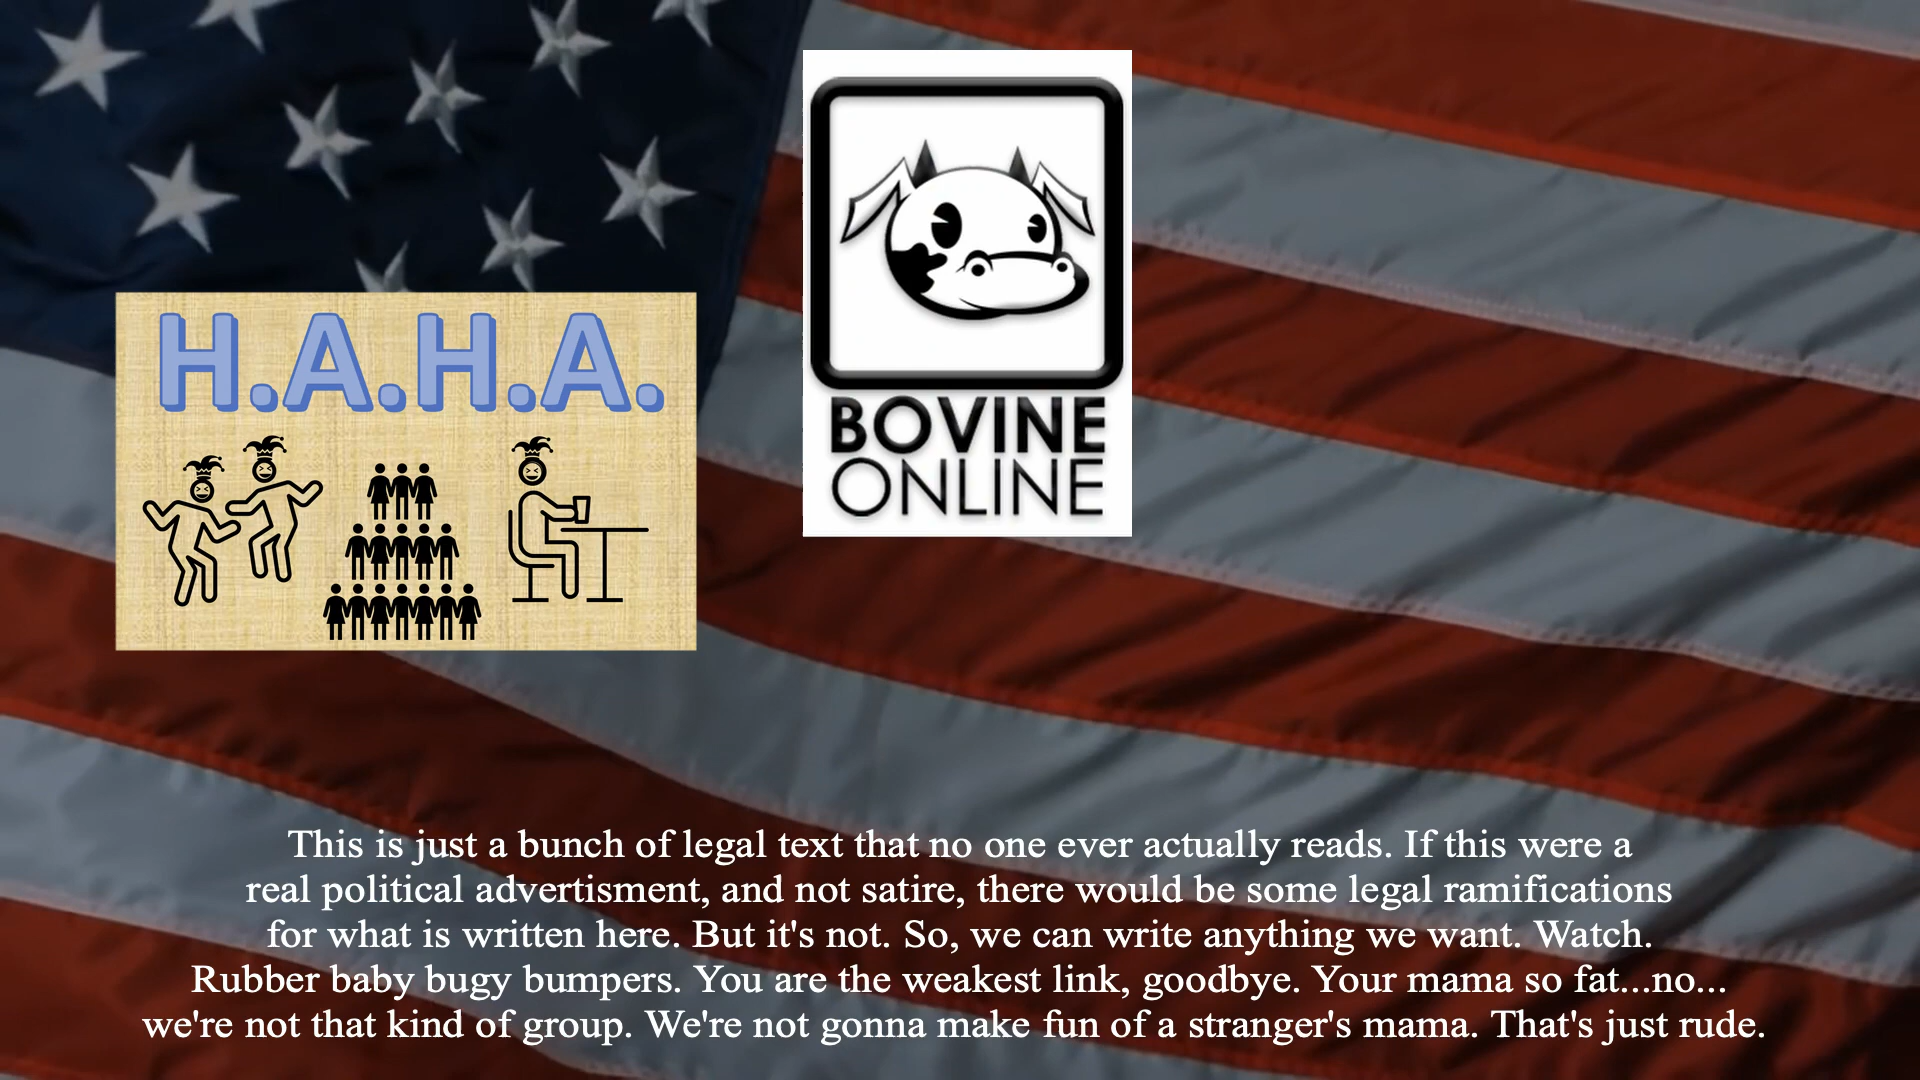 H.A.H.A.
BOVINE
ONLINE
This is just a bunch of legal text that no one ever actually reads. If this were a
real political advertisment, and not satire, there would be some legal ramifications
for what is written here. But it's not. So, we can write anything we want. Watch.
Rubber baby bugy bumpers. You are the weakest link, goodbye. Your mama so fat...no...
we're not that kind of group. We're not gonna make fun of a stranger's mama. That's just rude.